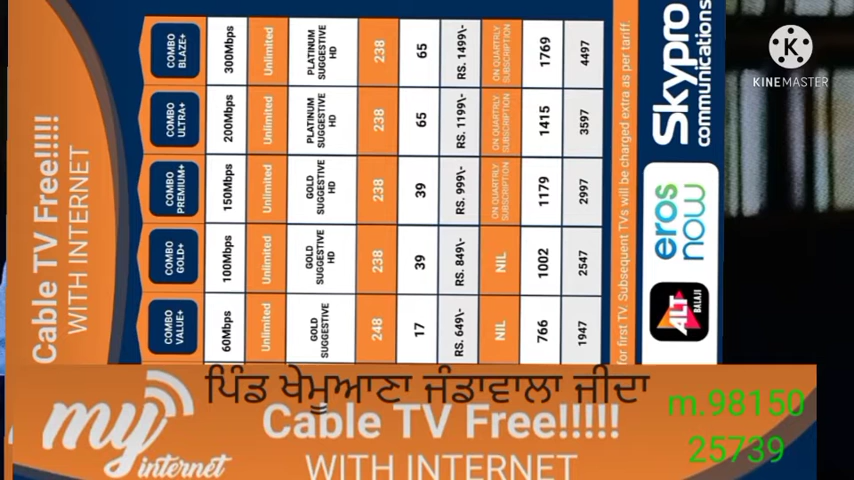 Cable TV Free!!!!!
WITH INTERNET
COMBO VALUE+
COMBO GOLD+
COMBO PREMIUM+
COMBO ULTRA+
COMBO BLAZE+
60Mbps
100Mbps
150Mbps
200Mbps
300Mbps
Unlimited
Unlimited
Unlimited
Unlimited
Unlimited
GOLD SUGGESTIVE
GOLD SUGGESTIVE HD
GOLD SUGGESTIVE HD
PLATINUM SUGGESTIVE HD
PLATINUM SUGGESTIVE HD
248
238
238
238
238
17
39
39
65
65
RS. 649\-
RS. 849\-
RS. 999\-
RS. 1199\-
RS. 1499\-
NIL
NIL
ON QUARTRLY SUBSCRIPTION
ON QUARTRLY SUBSCRIPTION
ON QUARTRLY SUBSCRIPTION
766
1002
1179
1415
1769
1947
2547
2997
3597
4497
for first TV. Subsequent TVs will be charged extra as per tariff.
ALT
BALAJI
eros
now
Skypro
communications
K
KINEMASTER
ਪਿੰਡ ਖੇਮੂਆਣਾ ਜੰਡਾਵਾਲਾ ਜੀਦਾ
my
internet
Cable TV Free!!!!!
WITH INTERNET
m.98150
25739